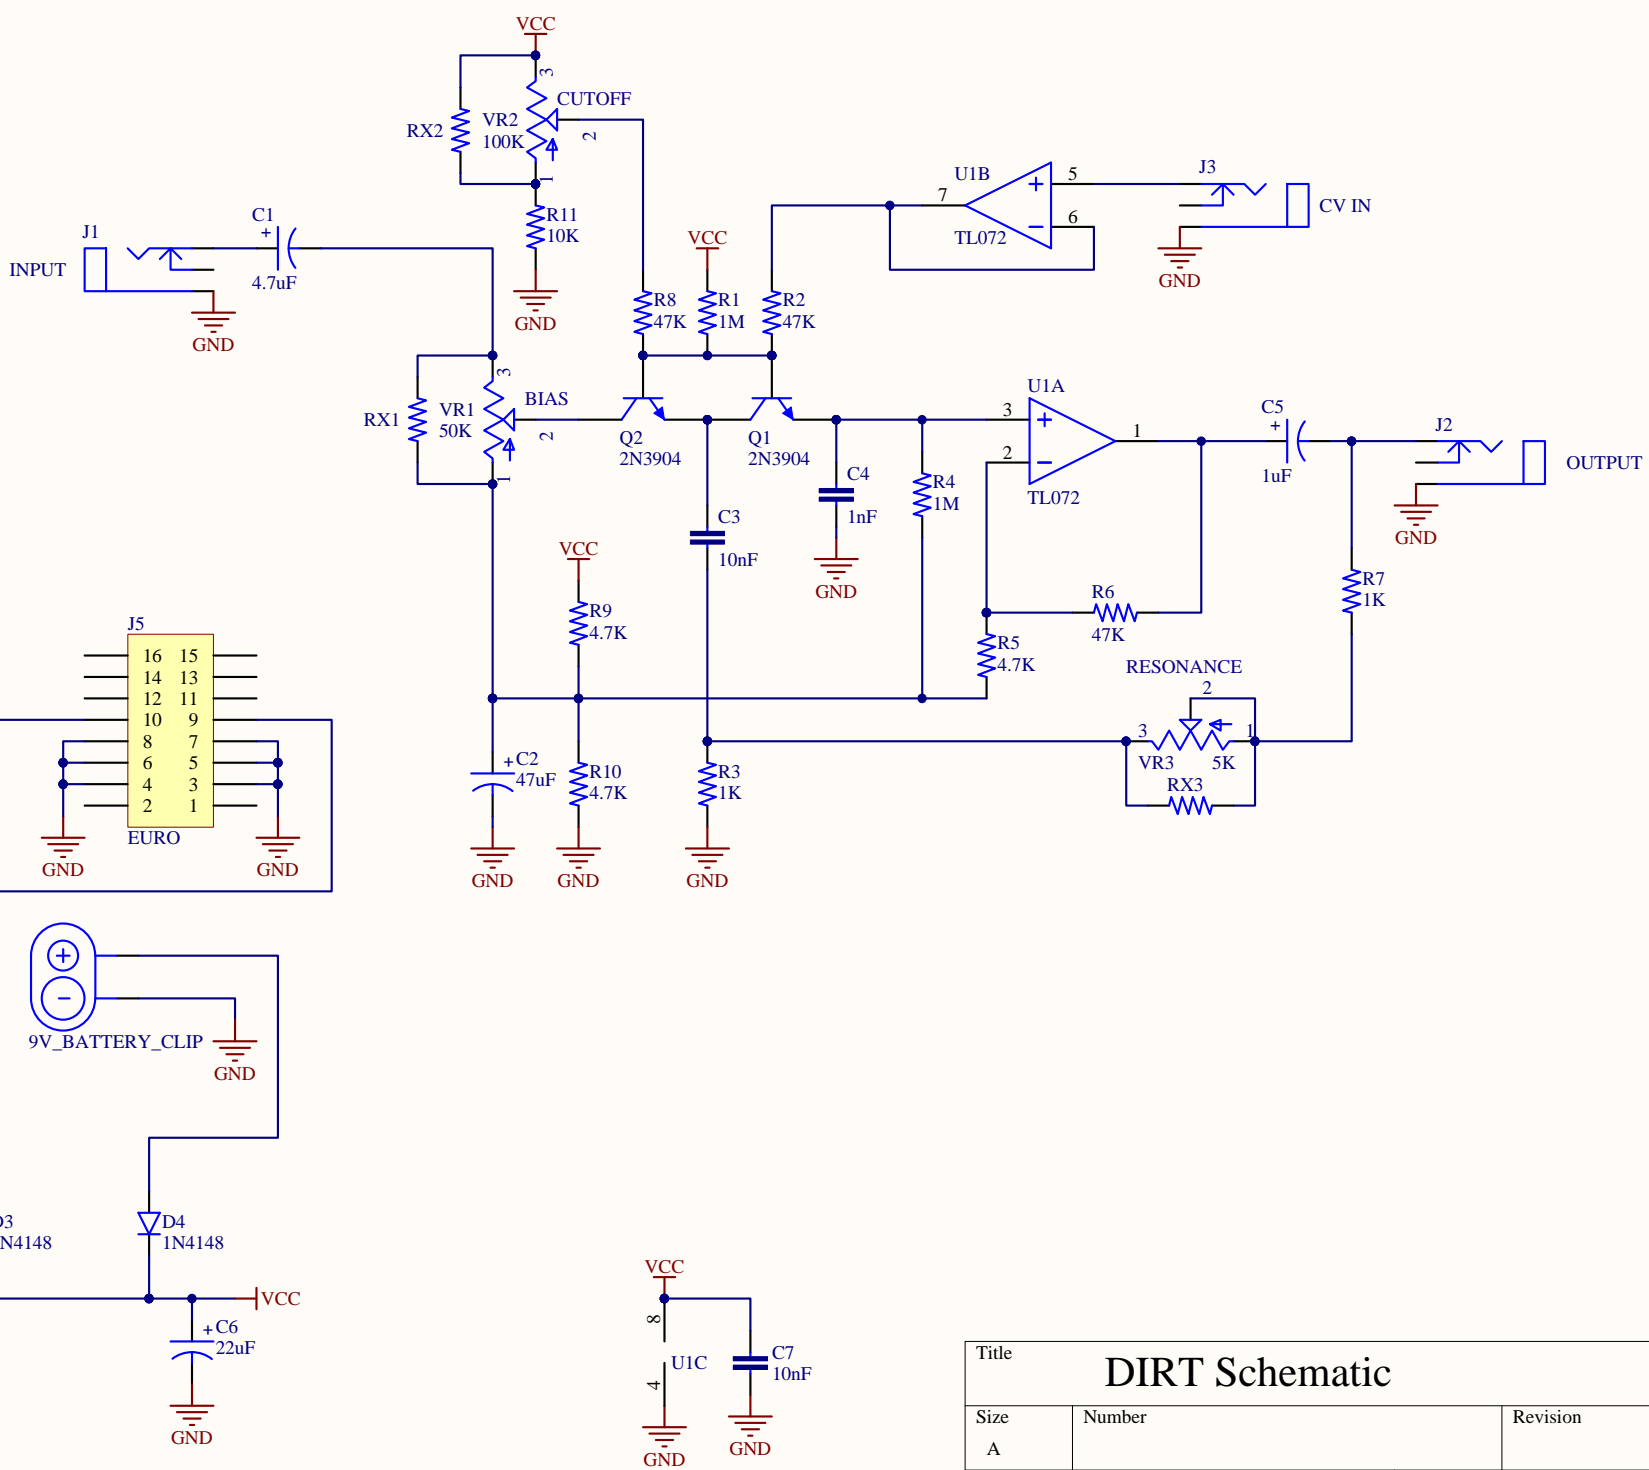 VCC
3
CUTOFF
RX2
VR2
100K
2
1
R11
10K
GND
J1
INPUT
GND
C1
+
4.7uF
VCC
R8
47K
R1
1M
R2
47K
7
U1B
5
6
TL072
J3
CV IN
GND
3
RX1
VR1
50K
BIAS
2
1
Q2
2N3904
Q1
2N3904
C3
10nF
C4
1nF
GND
R4
1M
U1A
3
2
1
TL072
C5
+
1uF
J2
OUTPUT
GND
R7
1K
R6
47K
R5
4.7K
RESONANCE
2
3
1
VR3
5K
RX3
VCC
R9
4.7K
+
C2
47uF
R10
4.7K
R3
1K
GND
GND
GND
J5
16 15
14 13
12 11
10 9
8 7
6 5
4 3
2 1
EURO
GND
GND
9V_BATTERY_CLIP
GND
N4148
D4
1N4148
VCC
+
C6
22uF
GND
VCC
8
U1C
4
GND
C7
10nF
GND
Title
DIRT Schematic
Size
A
Number
Revision